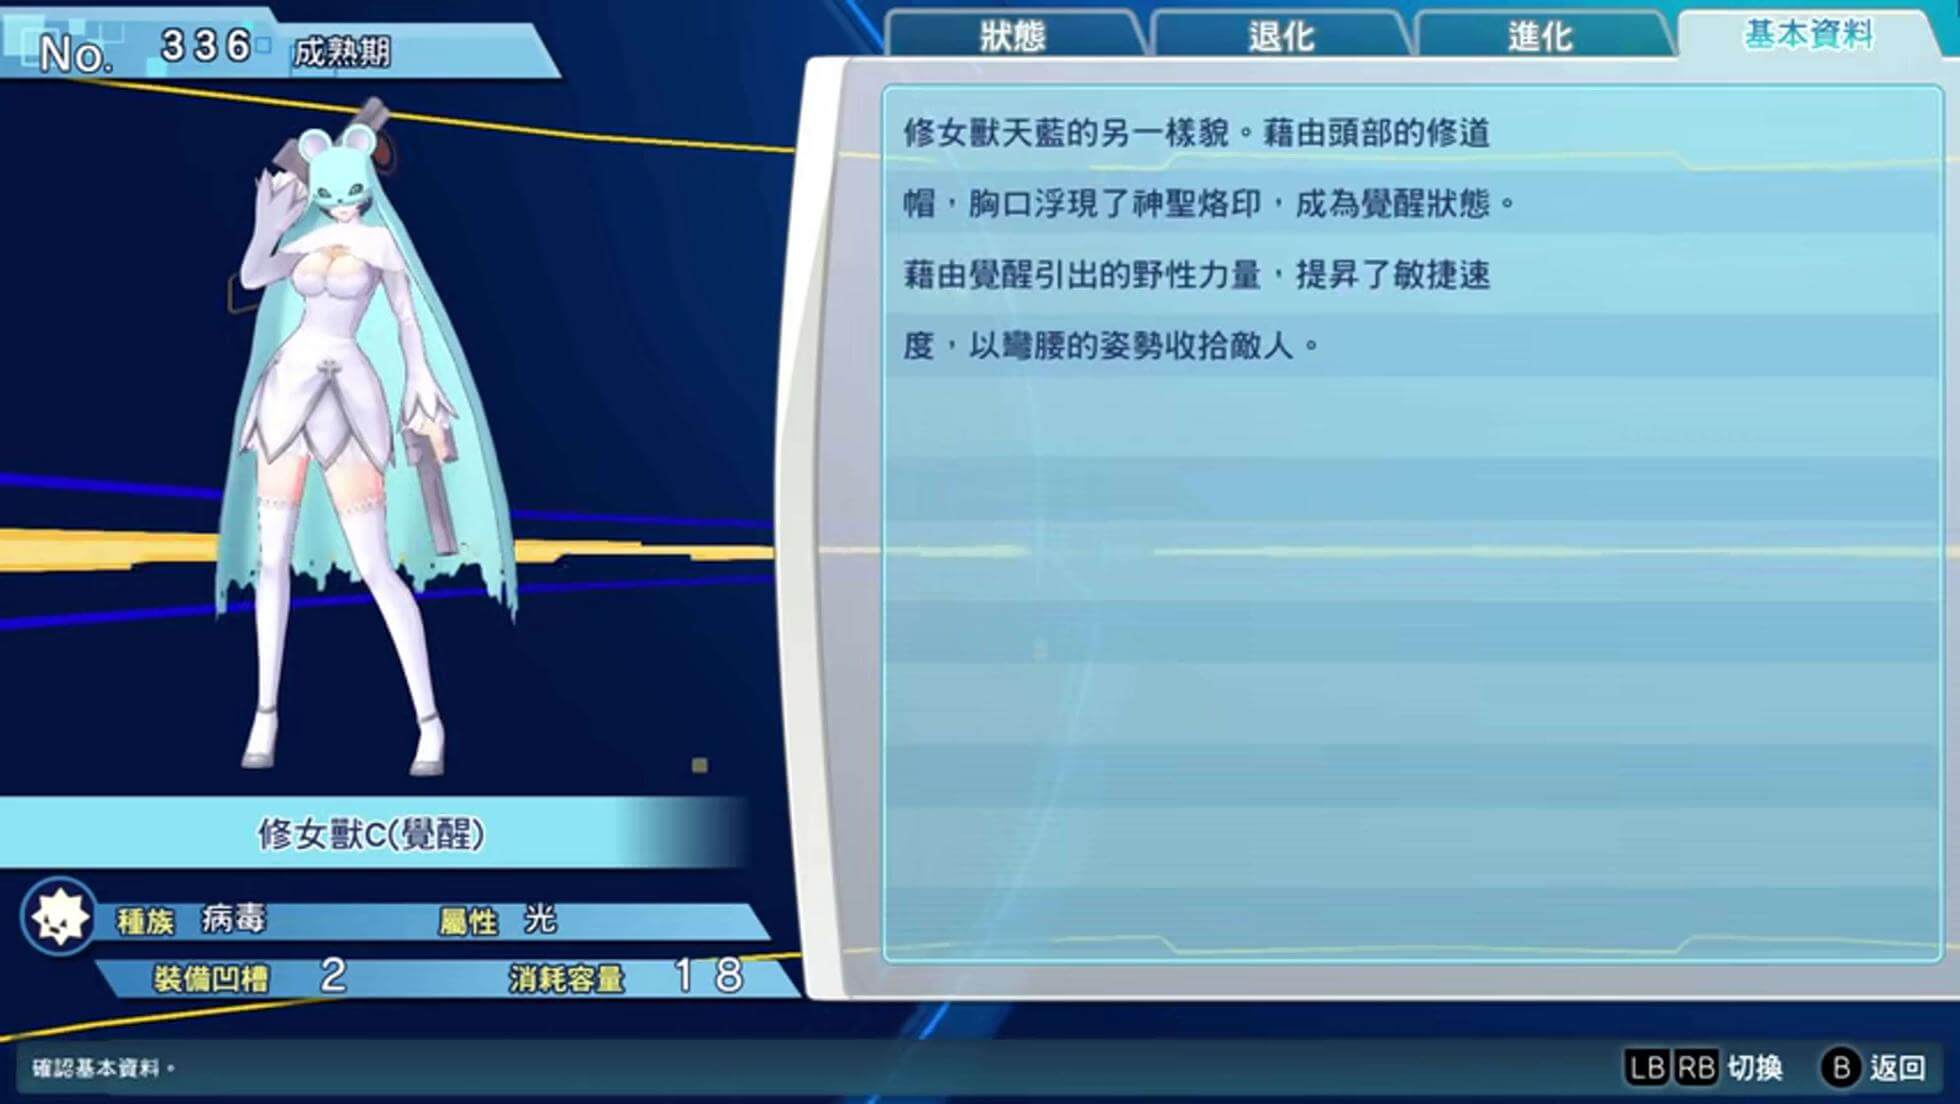 No. 336 成熟期
狀態
退化
進化
基本資料
修女獸天藍的另一樣貌。藉由頭部的修道
帽，胸口浮現了神聖烙印，成為覺醒狀態。
藉由覺醒引出的野性力量，提昇了敏捷速
度，以彎腰的姿勢收拾敵人。
修女獸C(覺醒)
種族 病毒 屬性 光
裝備凹槽 2 消耗容量 18
確認基本資料。
LB RB 切換 B 返回